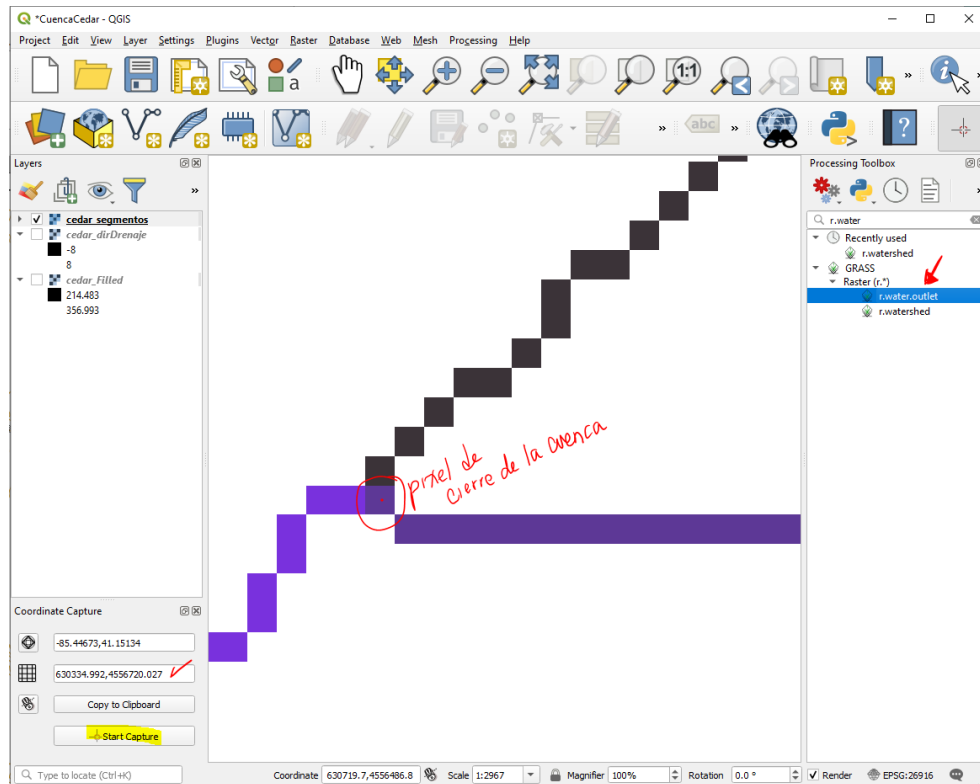 *CuencaCedar - QGIS
Project Edit View Layer Settings Plugins Vector Raster Database Web Mesh Processing Help
a
1:1
»
»
abc
»
?
Layers
»
cedar_segmentos
cedar_dirDrenaje
-8
8
cedar_Filled
214.483
356.993
pixel de
cierre de la cuenca
Processing Toolbox
»
r.water
Recently used
r.watershed
GRASS
Raster (r.*)
r.water.outlet
r.watershed
Coordinate Capture
-85.44673,41.15134
630334.992,4556720.027
Copy to Clipboard
Start Capture
Type to locate (Ctrl+K)
Coordinate 630719.7,4556486.8
Scale 1:2967
Magnifier 100%
Rotation 0.0 °
Render
EPSG:26916